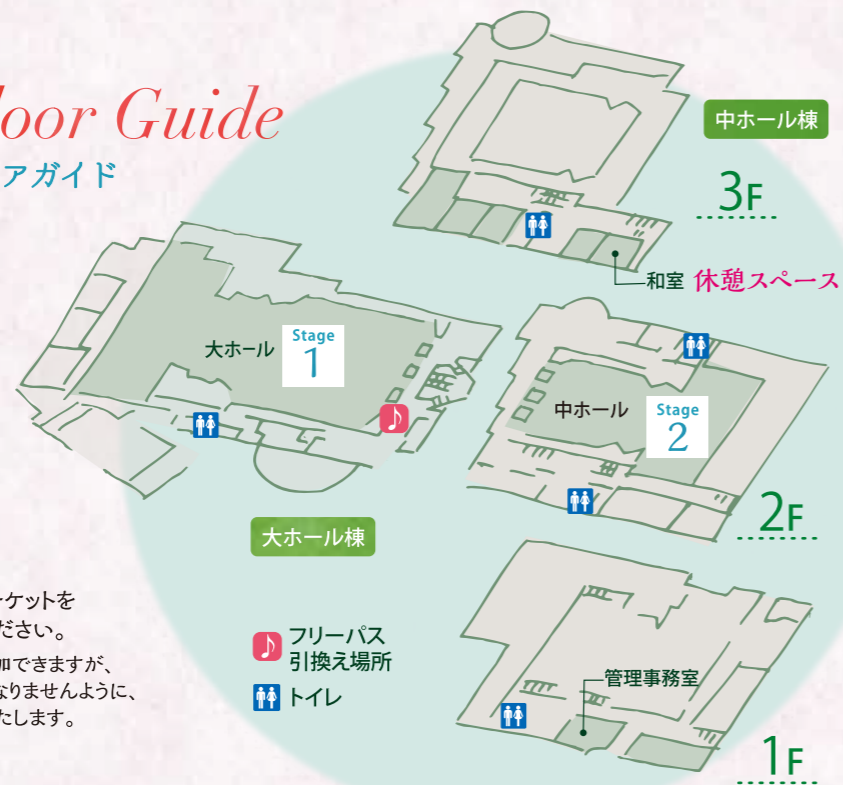 loor Guide
アガイド
中ホール棟
3F
和室 休憩スペース
大ホール
Stage
1
中ホール
Stage
2
2F
大ホール棟
ケットを
ださい。
加できますが、
なりませんように、
たします。
フリーパス
引換え場所
トイレ
管理事務室
1F